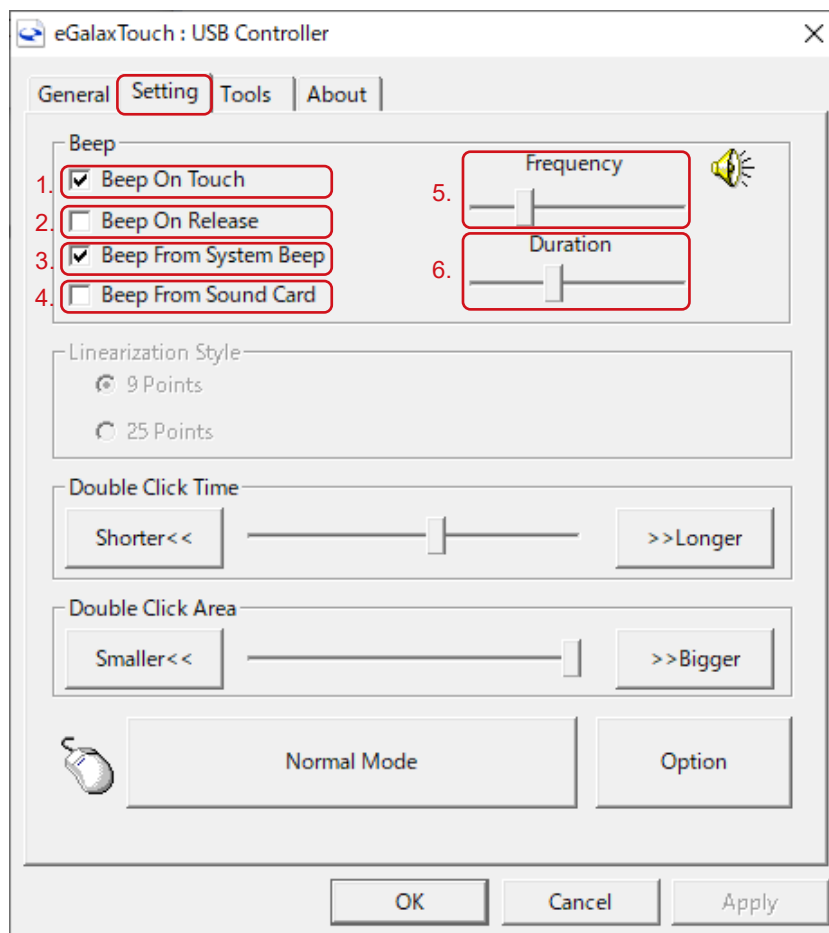 eGalaxTouch : USB Controller
General Setting Tools About
Beep
1. Beep On Touch
2. Beep On Release
3. Beep From System Beep
4. Beep From Sound Card
5. Frequency
6. Duration
Linearization Style
9 Points
25 Points
Double Click Time
Shorter<< >>Longer
Double Click Area
Smaller<< >>Bigger
Normal Mode Option
OK Cancel Apply